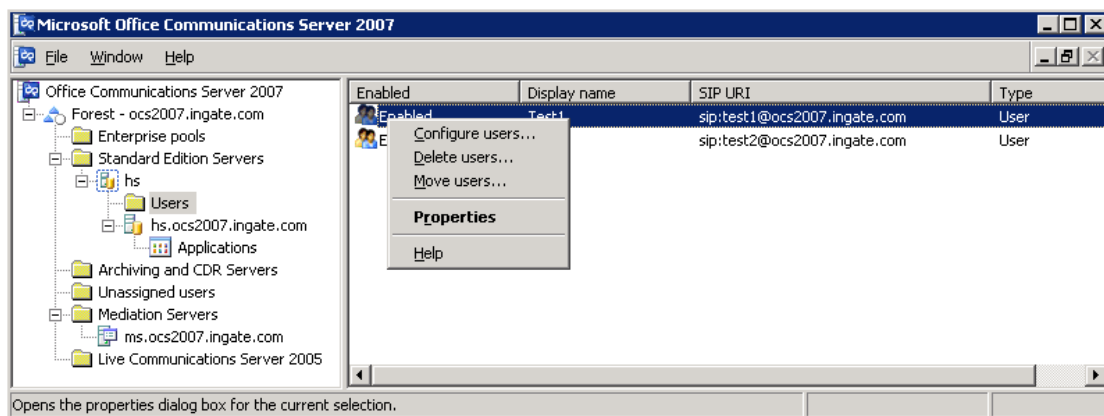 Microsoft Office Communications Server 2007
File Window Help
Office Communications Server 2007
Forest - ocs2007.ingate.com
Enterprise pools
Standard Edition Servers
hs
Users
hs.ocs2007.ingate.com
Applications
Archiving and CDR Servers
Unassigned users
Mediation Servers
ms.ocs2007.ingate.com
Live Communications Server 2005
Enabled Display name SIP URI Type
Enabled Test1 sip:test1@ocs2007.ingate.com User
E sip:test2@ocs2007.ingate.com User
Configure users...
Delete users...
Move users...
Properties
Help
Opens the properties dialog box for the current selection.